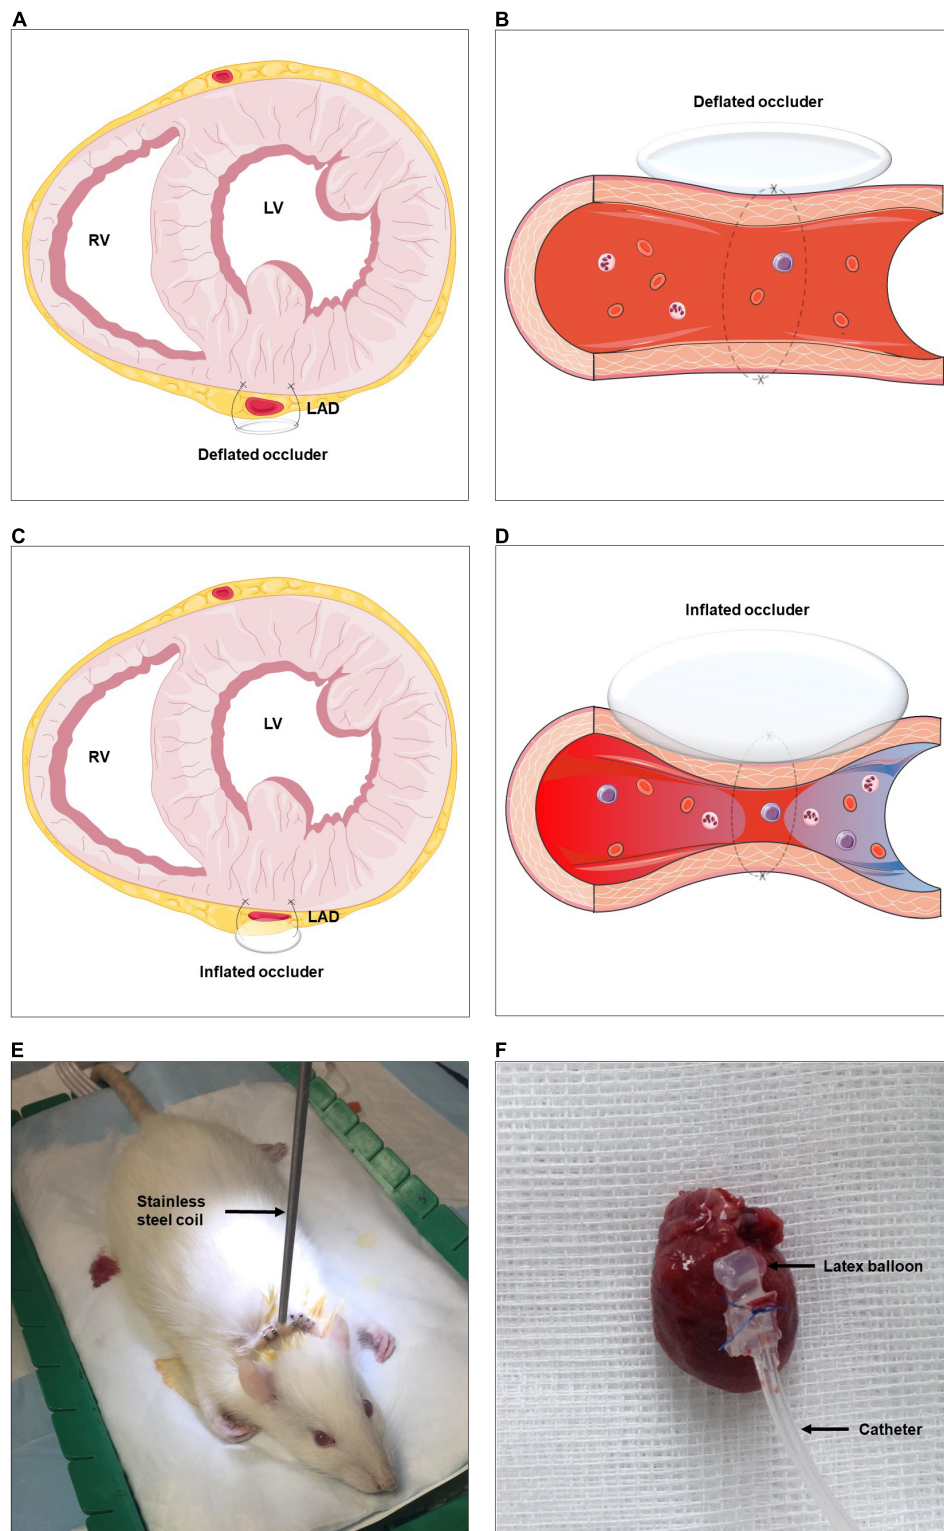 A
B
RV
LV
LAD
Deflated occluder
Deflated occluder
C
D
RV
LV
LAD
Inflated occluder
Inflated occluder
E
F
Stainless
steel coil
Latex balloon
Catheter